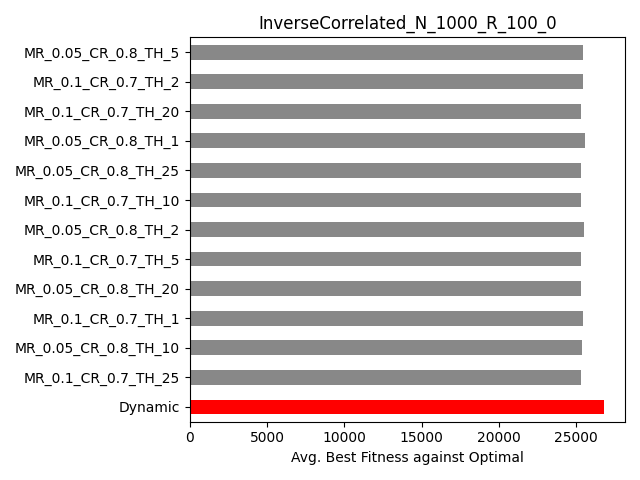 InverseCorrelated_N_1000_R_100_0
MR_0.05_CR_0.8_TH_5
MR_0.1_CR_0.7_TH_2
MR_0.1_CR_0.7_TH_20
MR_0.05_CR_0.8_TH_1
MR_0.05_CR_0.8_TH_25
MR_0.1_CR_0.7_TH_10
MR_0.05_CR_0.8_TH_2
MR_0.1_CR_0.7_TH_5
MR_0.05_CR_0.8_TH_20
MR_0.1_CR_0.7_TH_1
MR_0.05_CR_0.8_TH_10
MR_0.1_CR_0.7_TH_25
Dynamic
0 5000 10000 15000 20000 25000
Avg. Best Fitness against Optimal